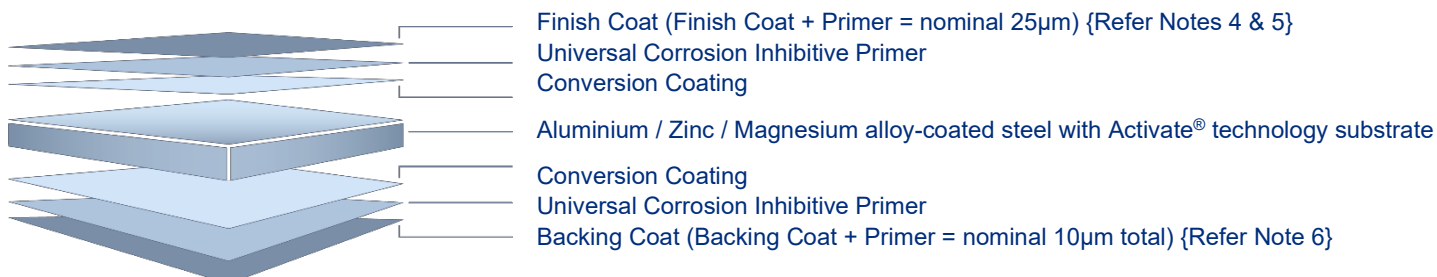 Finish Coat (Finish Coat + Primer = nominal 25µm) {Refer Notes 4 & 5}
Universal Corrosion Inhibitive Primer
Conversion Coating
Aluminium / Zinc / Magnesium alloy-coated steel with Activate® technology substrate
Conversion Coating
Universal Corrosion Inhibitive Primer
Backing Coat (Backing Coat + Primer = nominal 10µm total) {Refer Note 6}